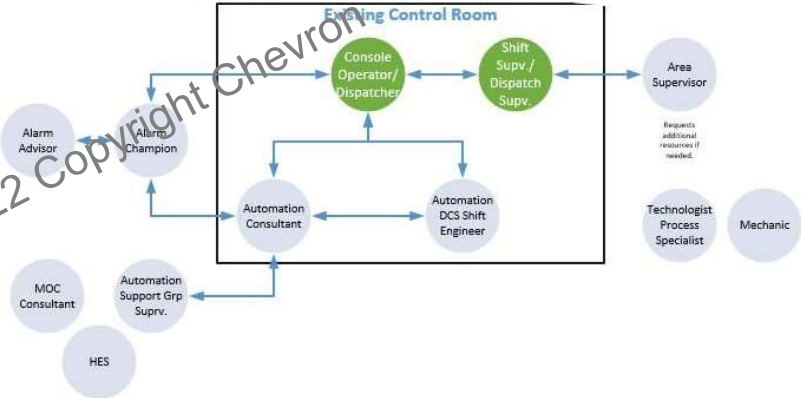 Existing Control Room
Console
Operator/
Dispatcher
Shift
Supv./
Dispatch
Supv.
Area
Supervisor
Requests
additional
resources if
needed.
Alarm
Advisor
Alarm
Champion
Automation
Consultant
Automation
DCS Shift
Engineer
Technologist
Process
Specialist
Mechanic
MOC
Consultant
Automation
Support Grp
Suprv.
HES
2 Copyright Chevron